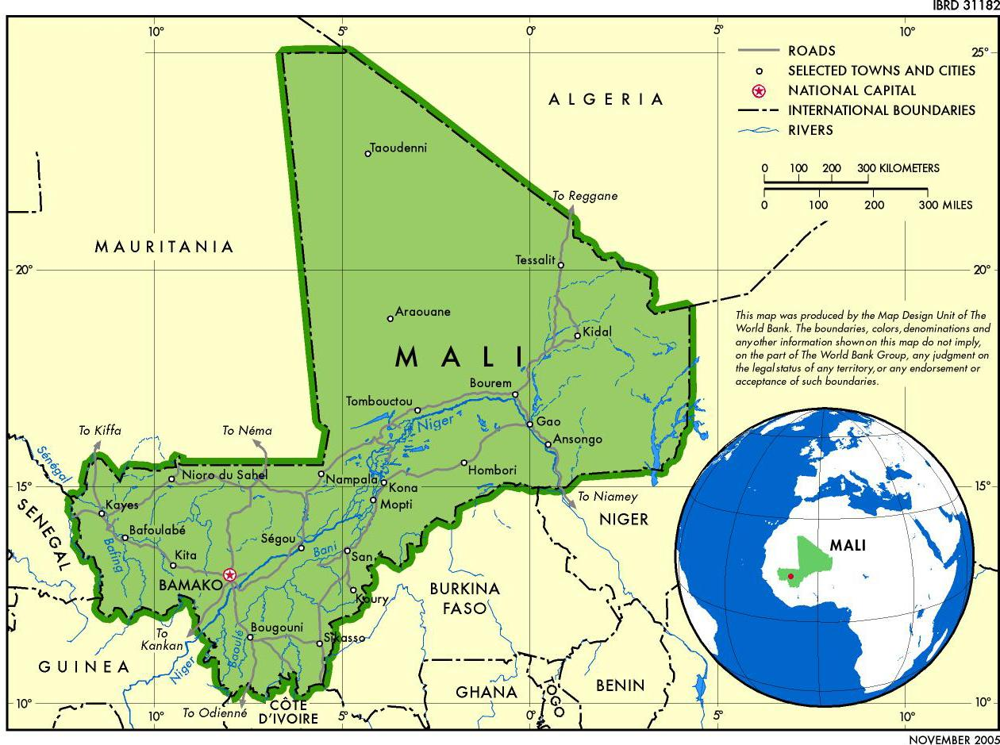 IBRD 31182
10°
5°
0°
5°
10°
25°
ROADS
SELECTED TOWNS AND CITIES
NATIONAL CAPITAL
INTERNATIONAL BOUNDARIES
RIVERS
0 100 200 300 KILOMETERS
0 100 200 300 MILES
ALGERIA
Taoudenni
To Reggane
MAURITANIA
Tessalit
20°
20°
Araouane
Kidal
MALI
This map was produced by the Map Design Unit of The
World Bank. The boundaries, colors, denominations and
any other information shown on this map do not imply,
on the part of The World Bank Group, any judgment on
the legal status of any territory, or any endorsement or
acceptance of such boundaries.
Bourem
Tombouctou
Niger
Gao
To Kiffa
To Néma
Ansongo
Sénégal
Nioro du Sahel
Nampala
Hombori
Kona
15°
15°
Kayes
Mopti
To Niamey
SENEGAL
NIGER
Bafoulabé
Ségou
Bani
Bafing
Kita
San
MALI
BAMAKO
Koury
BURKINA
FASO
To
Kankan
Bougouni
Sikasso
Baoulé
GUINEA
Niger
GHANA
TOGO
BENIN
10°
10°
To Odienné
CÔTE
D'IVOIRE
10°
5°
0°
5°
10°
NOVEMBER 2005